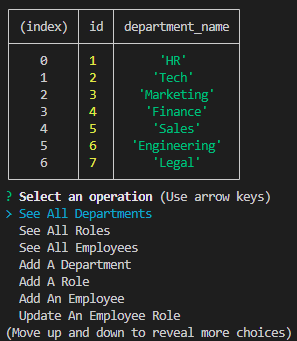 (index) id department_name
0 1 'HR'
1 2 'Tech'
2 3 'Marketing'
3 4 'Finance'
4 5 'Sales'
5 6 'Engineering'
6 7 'Legal'
? Select an operation (Use arrow keys)
> See All Departments
See All Roles
See All Employees
Add A Department
Add A Role
Add An Employee
Update An Employee Role
(Move up and down to reveal more choices)